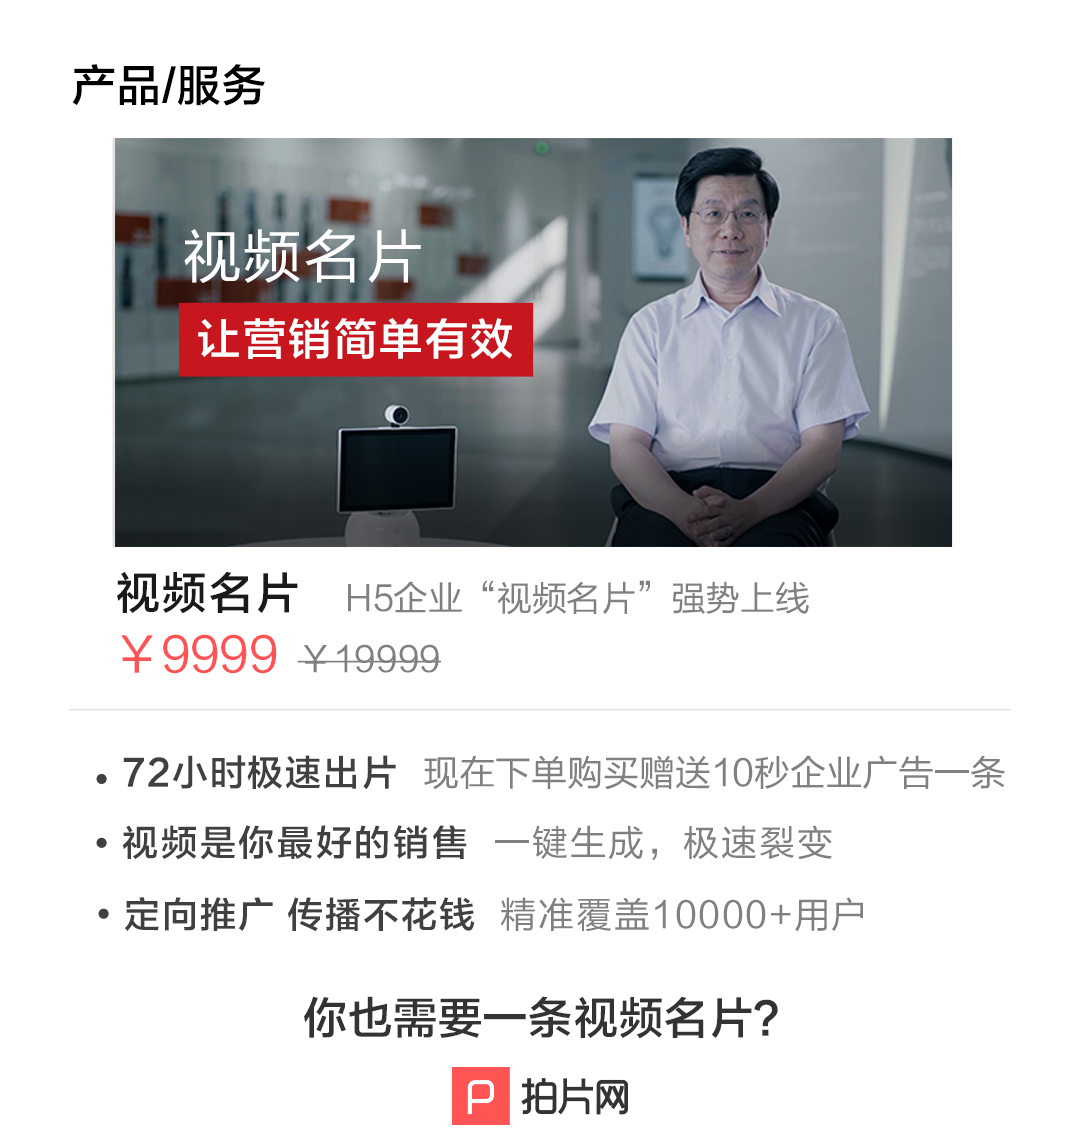 产品/服务
视频名片
让营销简单有效
视频名片 H5企业“视频名片”强势上线
￥9999 ￥19999
• 72小时极速出片 现在下单购买赠送10秒企业广告一条
• 视频是你最好的销售 一键生成，极速裂变
• 定向推广 传播不花钱 精准覆盖10000+用户
你也需要一条视频名片?
P 拍片网